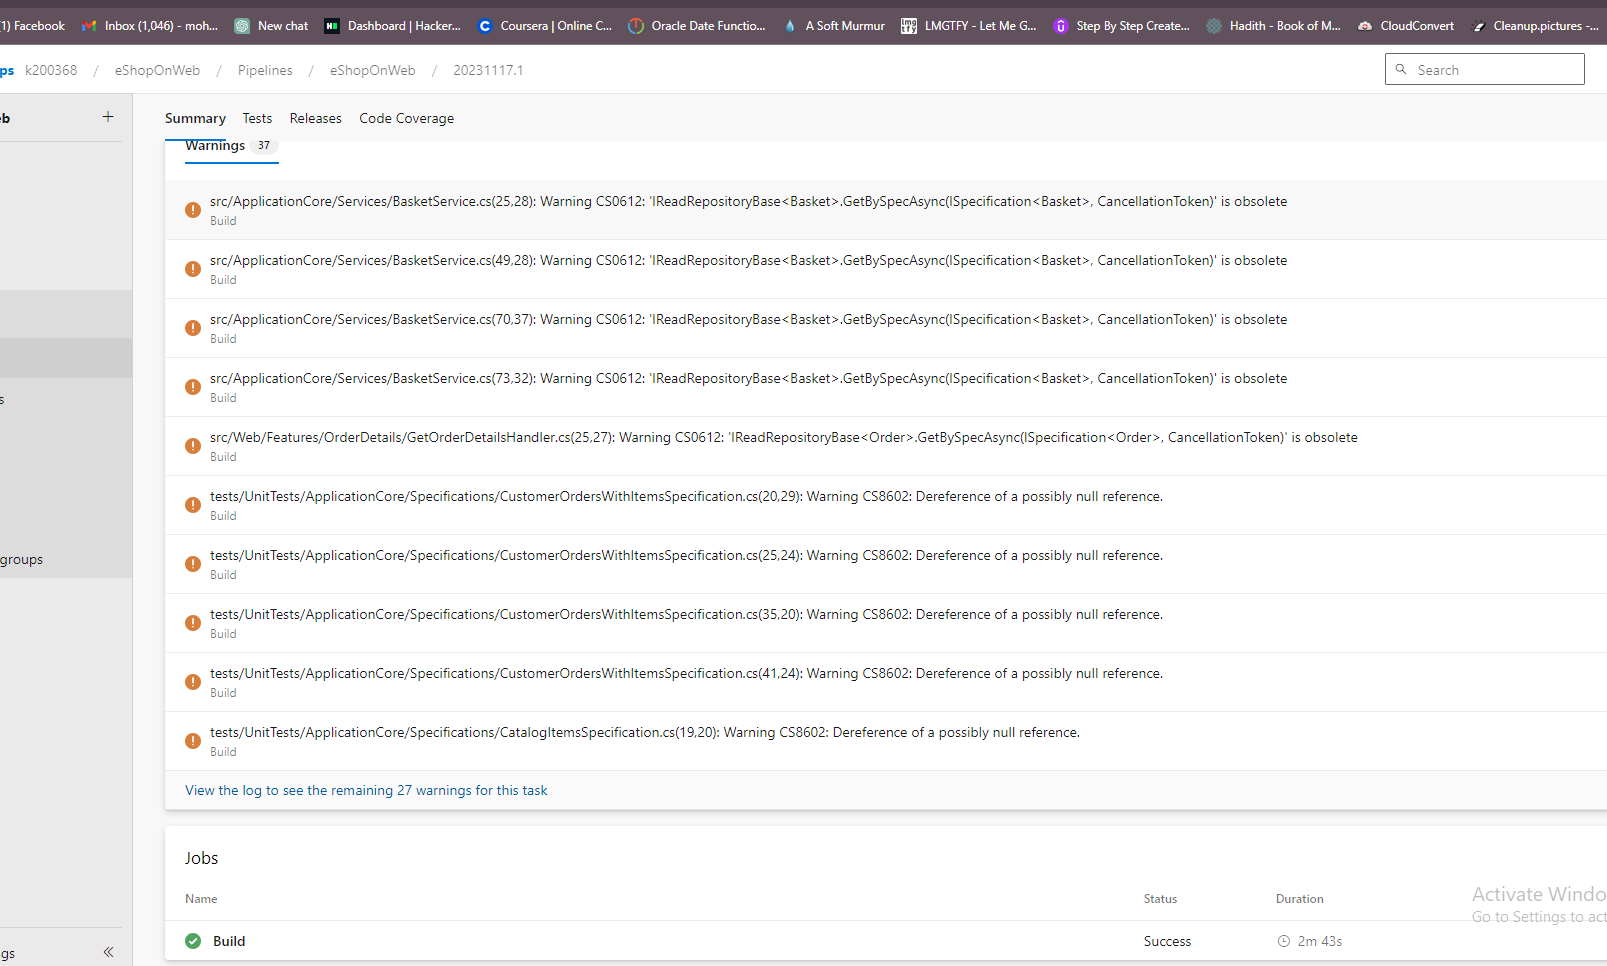 (1) Facebook Inbox (1,046) - moh... New chat Dashboard | Hacker... Coursera | Online C... Oracle Date Functio... A Soft Murmur LMGTFY - Let Me G... Step By Step Create... Hadith - Book of M... CloudConvert Cleanup.pictures -...
ps k200368 / eShopOnWeb / Pipelines / eShopOnWeb / 20231117.1 Search
eb +
Summary Tests Releases Code Coverage
Warnings 37
src/ApplicationCore/Services/BasketService.cs(25,28): Warning CS0612: 'IReadRepositoryBase<Basket>.GetBySpecAsync(ISpecification<Basket>, CancellationToken)' is obsolete
Build
src/ApplicationCore/Services/BasketService.cs(49,28): Warning CS0612: 'IReadRepositoryBase<Basket>.GetBySpecAsync(ISpecification<Basket>, CancellationToken)' is obsolete
Build
src/ApplicationCore/Services/BasketService.cs(70,37): Warning CS0612: 'IReadRepositoryBase<Basket>.GetBySpecAsync(ISpecification<Basket>, CancellationToken)' is obsolete
Build
src/ApplicationCore/Services/BasketService.cs(73,32): Warning CS0612: 'IReadRepositoryBase<Basket>.GetBySpecAsync(ISpecification<Basket>, CancellationToken)' is obsolete
Build
s
src/Web/Features/OrderDetails/GetOrderDetailsHandler.cs(25,27): Warning CS0612: 'IReadRepositoryBase<Order>.GetBySpecAsync(ISpecification<Order>, CancellationToken)' is obsolete
Build
tests/UnitTests/ApplicationCore/Specifications/CustomerOrdersWithItemsSpecification.cs(20,29): Warning CS8602: Dereference of a possibly null reference.
Build
tests/UnitTests/ApplicationCore/Specifications/CustomerOrdersWithItemsSpecification.cs(25,24): Warning CS8602: Dereference of a possibly null reference.
Build
groups
tests/UnitTests/ApplicationCore/Specifications/CustomerOrdersWithItemsSpecification.cs(35,20): Warning CS8602: Dereference of a possibly null reference.
Build
tests/UnitTests/ApplicationCore/Specifications/CustomerOrdersWithItemsSpecification.cs(41,24): Warning CS8602: Dereference of a possibly null reference.
Build
tests/UnitTests/ApplicationCore/Specifications/CatalogItemsSpecification.cs(19,20): Warning CS8602: Dereference of a possibly null reference.
Build
View the log to see the remaining 27 warnings for this task
Jobs
Name Status Duration
Build Success 2m 43s
Activate Windo
Go to Settings to act
gs